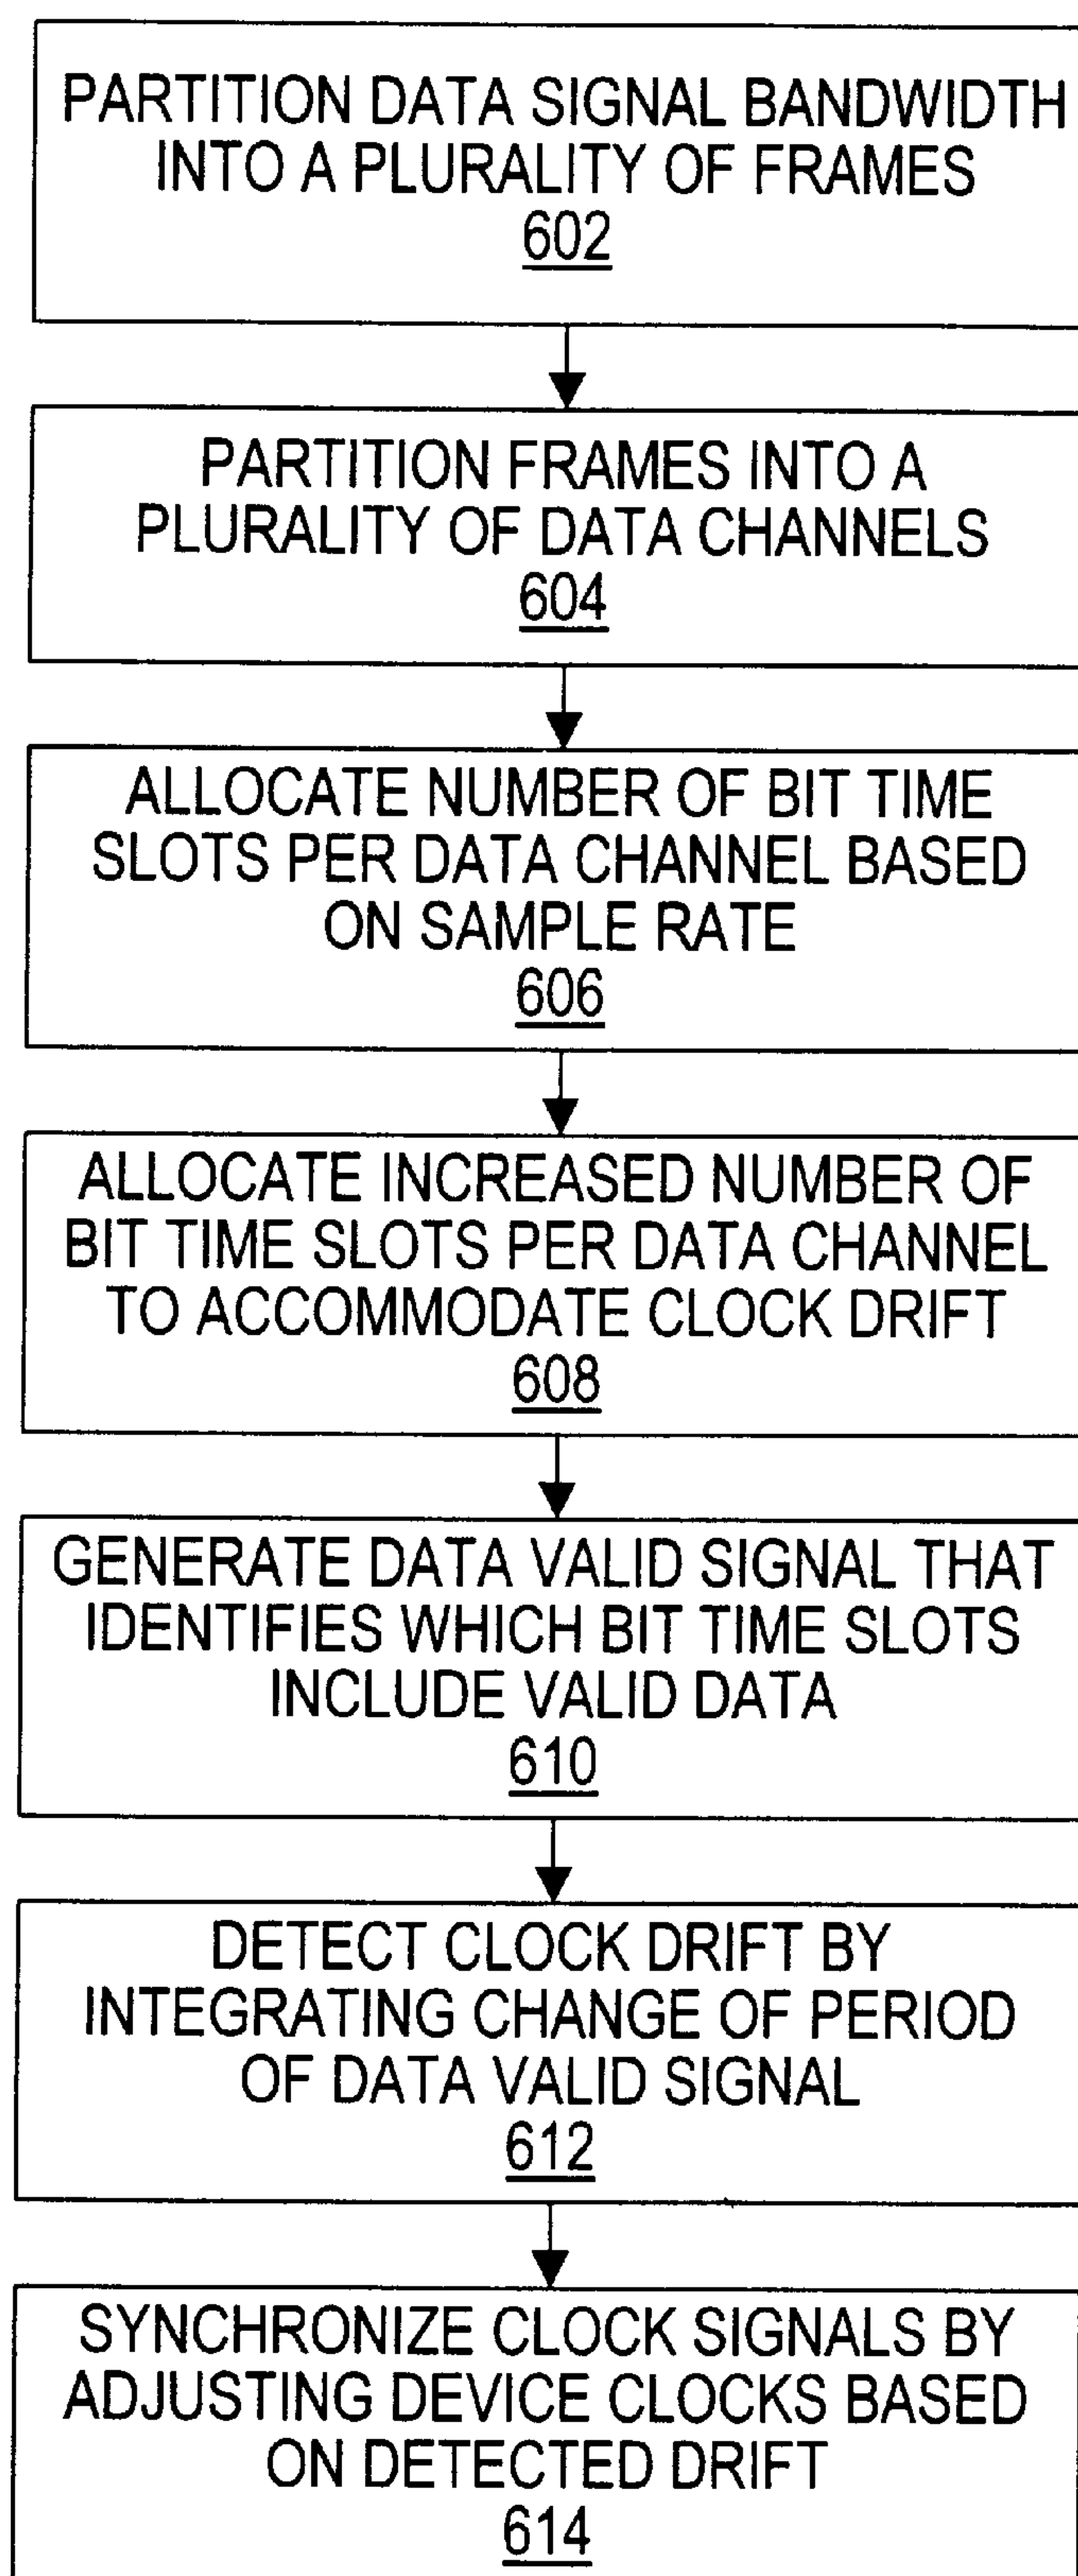 PARTITION DATA SIGNAL BANDWIDTH
INTO A PLURALITY OF FRAMES
602
PARTITION FRAMES INTO A
PLURALITY OF DATA CHANNELS
604
ALLOCATE NUMBER OF BIT TIME
SLOTS PER DATA CHANNEL BASED
ON SAMPLE RATE
606
ALLOCATE INCREASED NUMBER OF
BIT TIME SLOTS PER DATA CHANNEL
TO ACCOMMODATE CLOCK DRIFT
608
GENERATE DATA VALID SIGNAL THAT
IDENTIFIES WHICH BIT TIME SLOTS
INCLUDE VALID DATA
610
DETECT CLOCK DRIFT BY
INTEGRATING CHANGE OF PERIOD
OF DATA VALID SIGNAL
612
SYNCHRONIZE CLOCK SIGNALS BY
ADJUSTING DEVICE CLOCKS BASED
ON DETECTED DRIFT
614